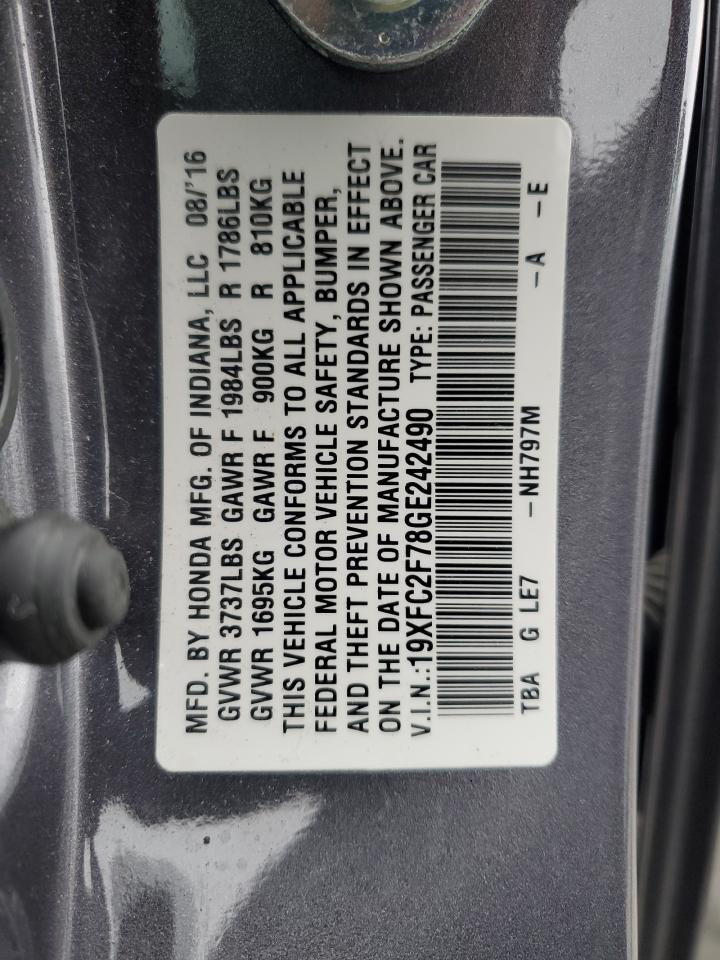 MFD. BY HONDA MFG. OF INDIANA, LLC 08/'16
GVWR 3737LBS GAWR F 1984LBS R 1786LBS
GVWR 1695KG GAWR F 900KG R 810KG
THIS VEHICLE CONFORMS TO ALL APPLICABLE
FEDERAL MOTOR VEHICLE SAFETY, BUMPER,
AND THEFT PREVENTION STANDARDS IN EFFECT
ON THE DATE OF MANUFACTURE SHOWN ABOVE.
V.I.N.:19XFC2F78GE242490 TYPE: PASSENGER CAR
TBA G LE7 -NH797M -A -E